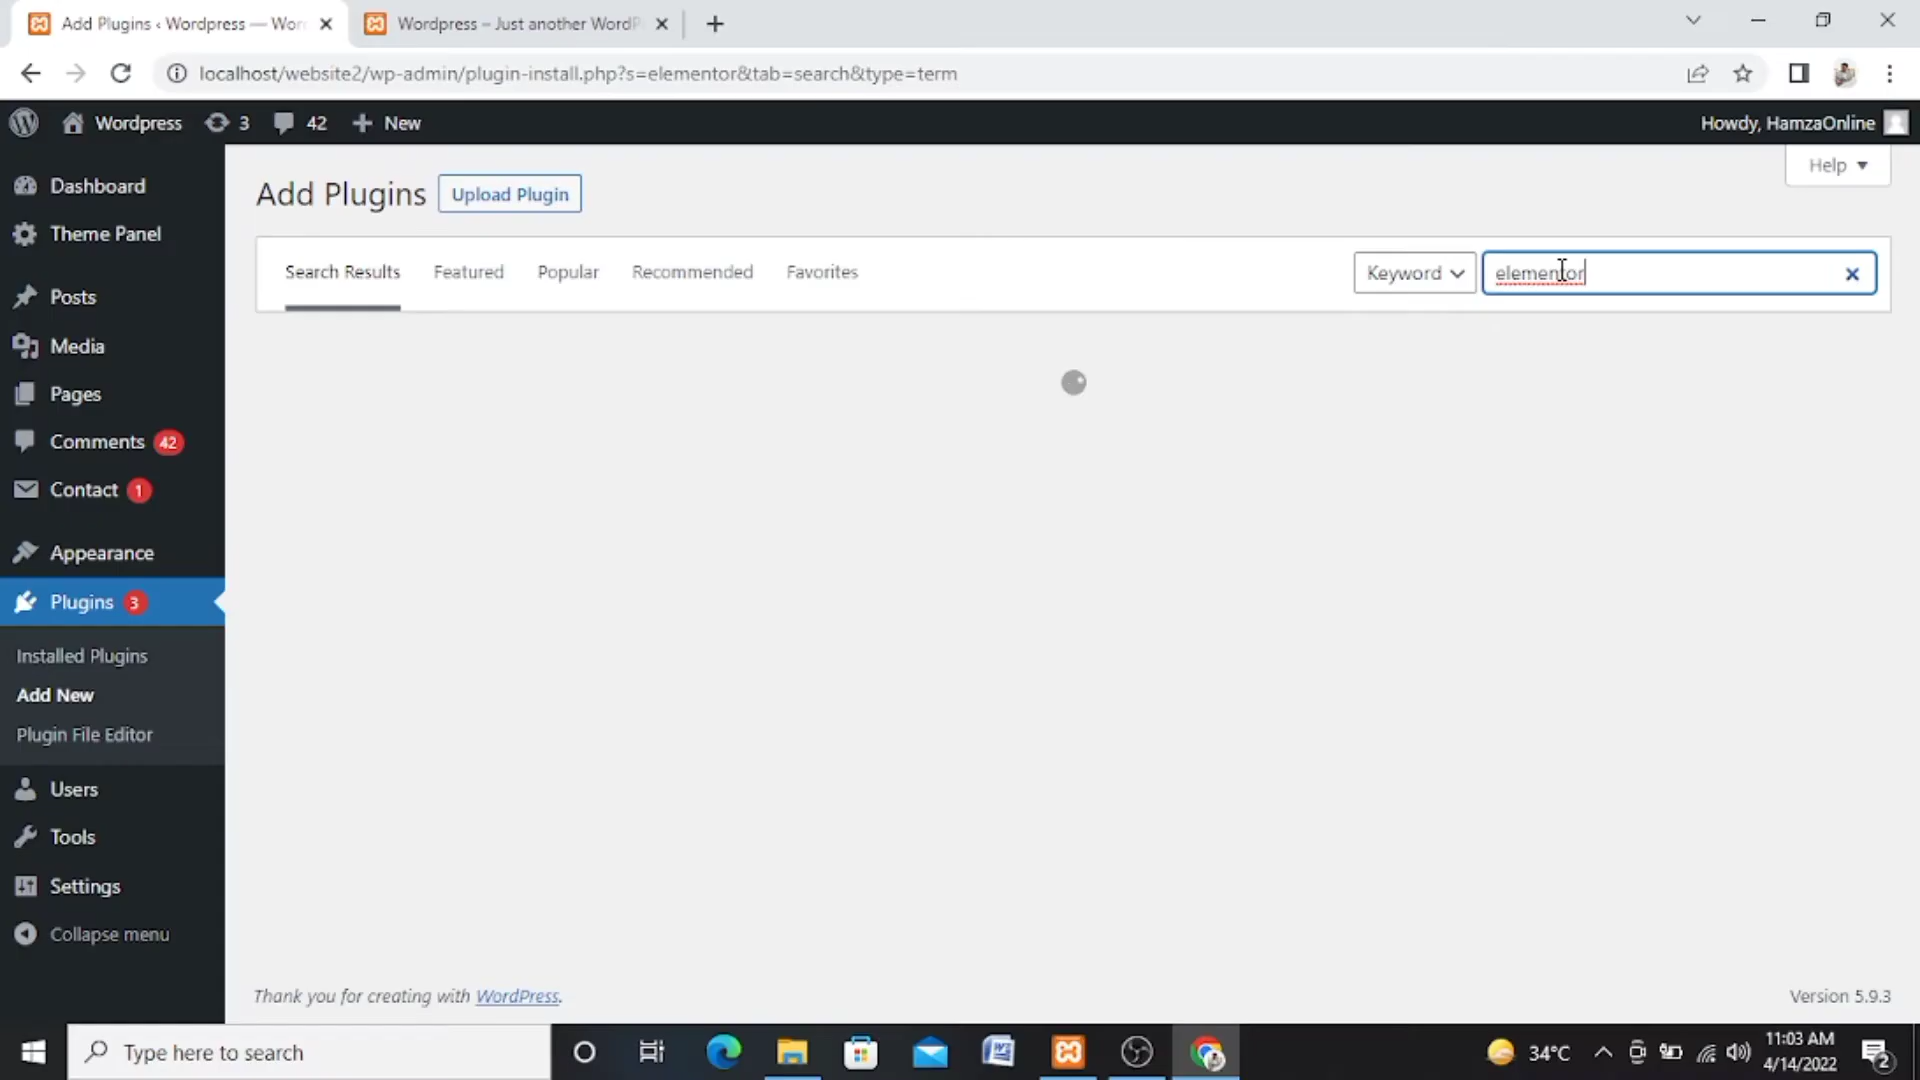 Add Plugins ‹ Wordpress — Wor
Wordpress – Just another WordP
localhost/website2/wp-admin/plugin-install.php?s=elementor&tab=search&type=term
Wordpress 3 42 New
Howdy, HamzaOnline
Help
Dashboard
Theme Panel
Posts
Media
Pages
Comments 42
Contact 1
Appearance
Plugins 3
Installed Plugins
Add New
Plugin File Editor
Users
Tools
Settings
Collapse menu
Add Plugins Upload Plugin
Search Results Featured Popular Recommended Favorites
Keyword elementor
Thank you for creating with WordPress.
Version 5.9.3
Type here to search
34°C
11:03 AM
4/14/2022
2